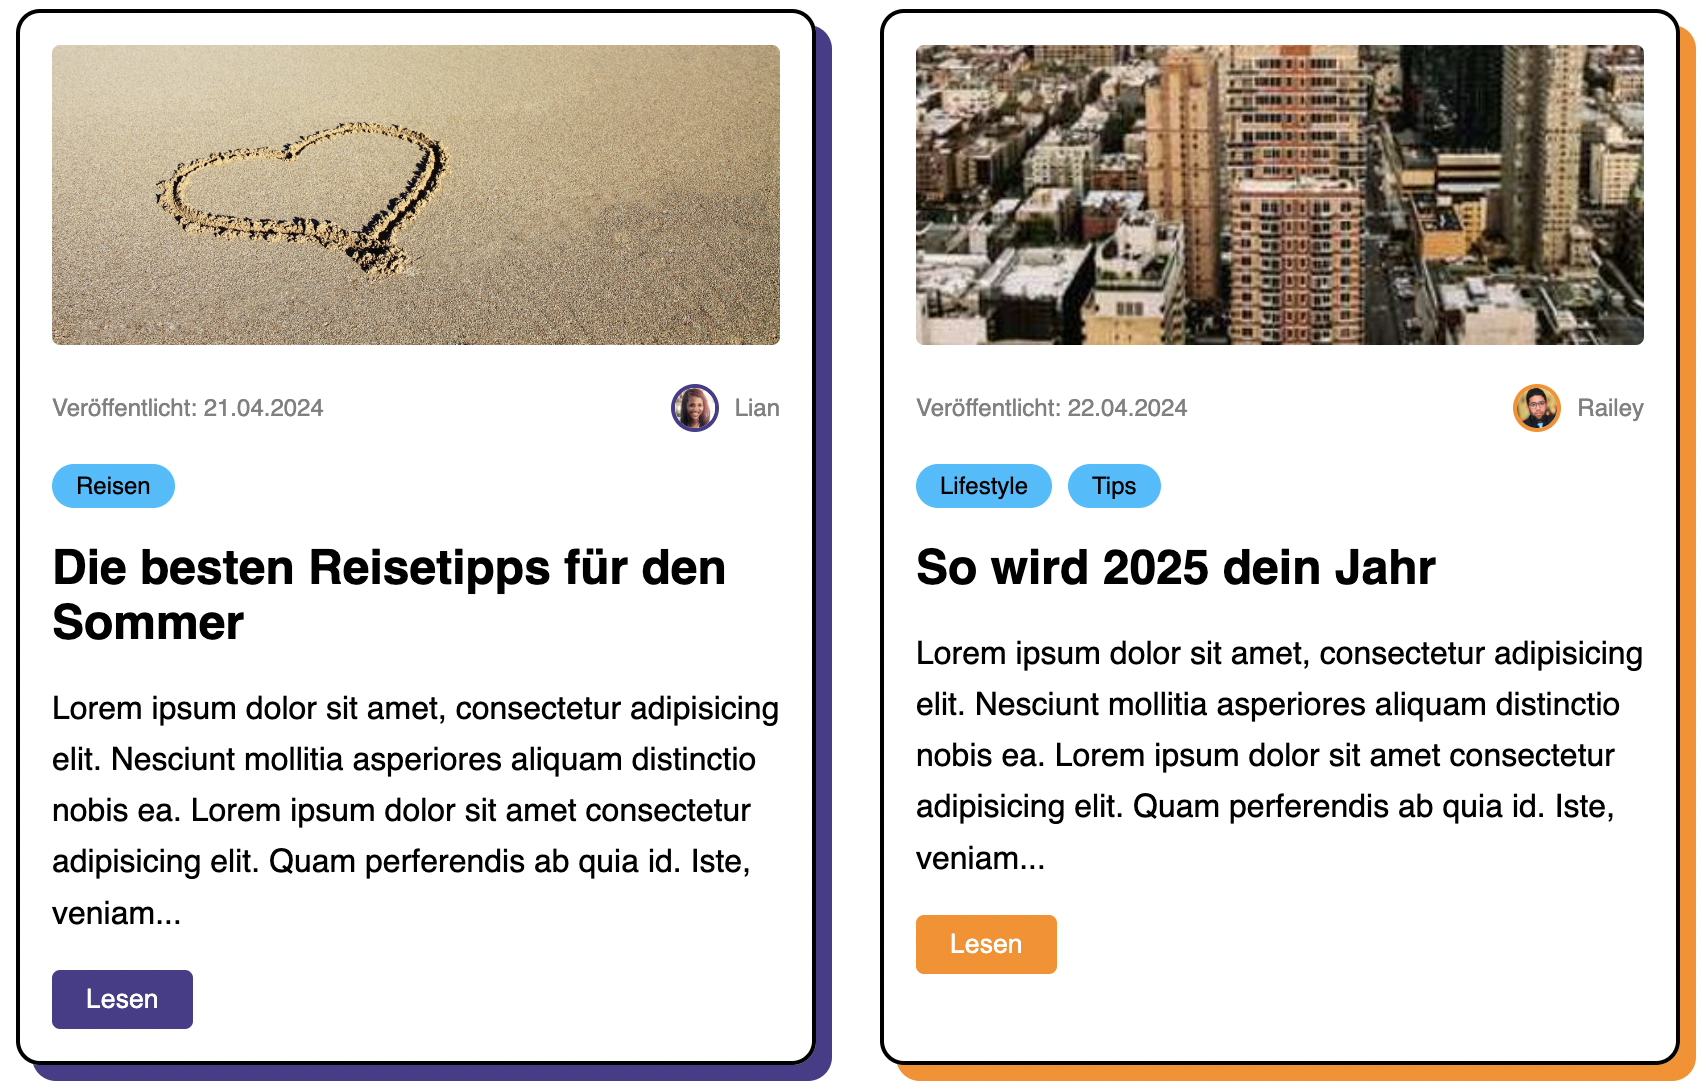 Veröffentlicht: 21.04.2024
Lian
Reisen
Die besten Reisetipps für den
Sommer
Lorem ipsum dolor sit amet, consectetur adipisicing
elit. Nesciunt mollitia asperiores aliquam distinctio
nobis ea. Lorem ipsum dolor sit amet consectetur
adipisicing elit. Quam perferendis ab quia id. Iste,
veniam...
Lesen
Veröffentlicht: 22.04.2024
Railey
Lifestyle
Tips
So wird 2025 dein Jahr
Lorem ipsum dolor sit amet, consectetur adipisicing
elit. Nesciunt mollitia asperiores aliquam distinctio
nobis ea. Lorem ipsum dolor sit amet consectetur
adipisicing elit. Quam perferendis ab quia id. Iste,
veniam...
Lesen